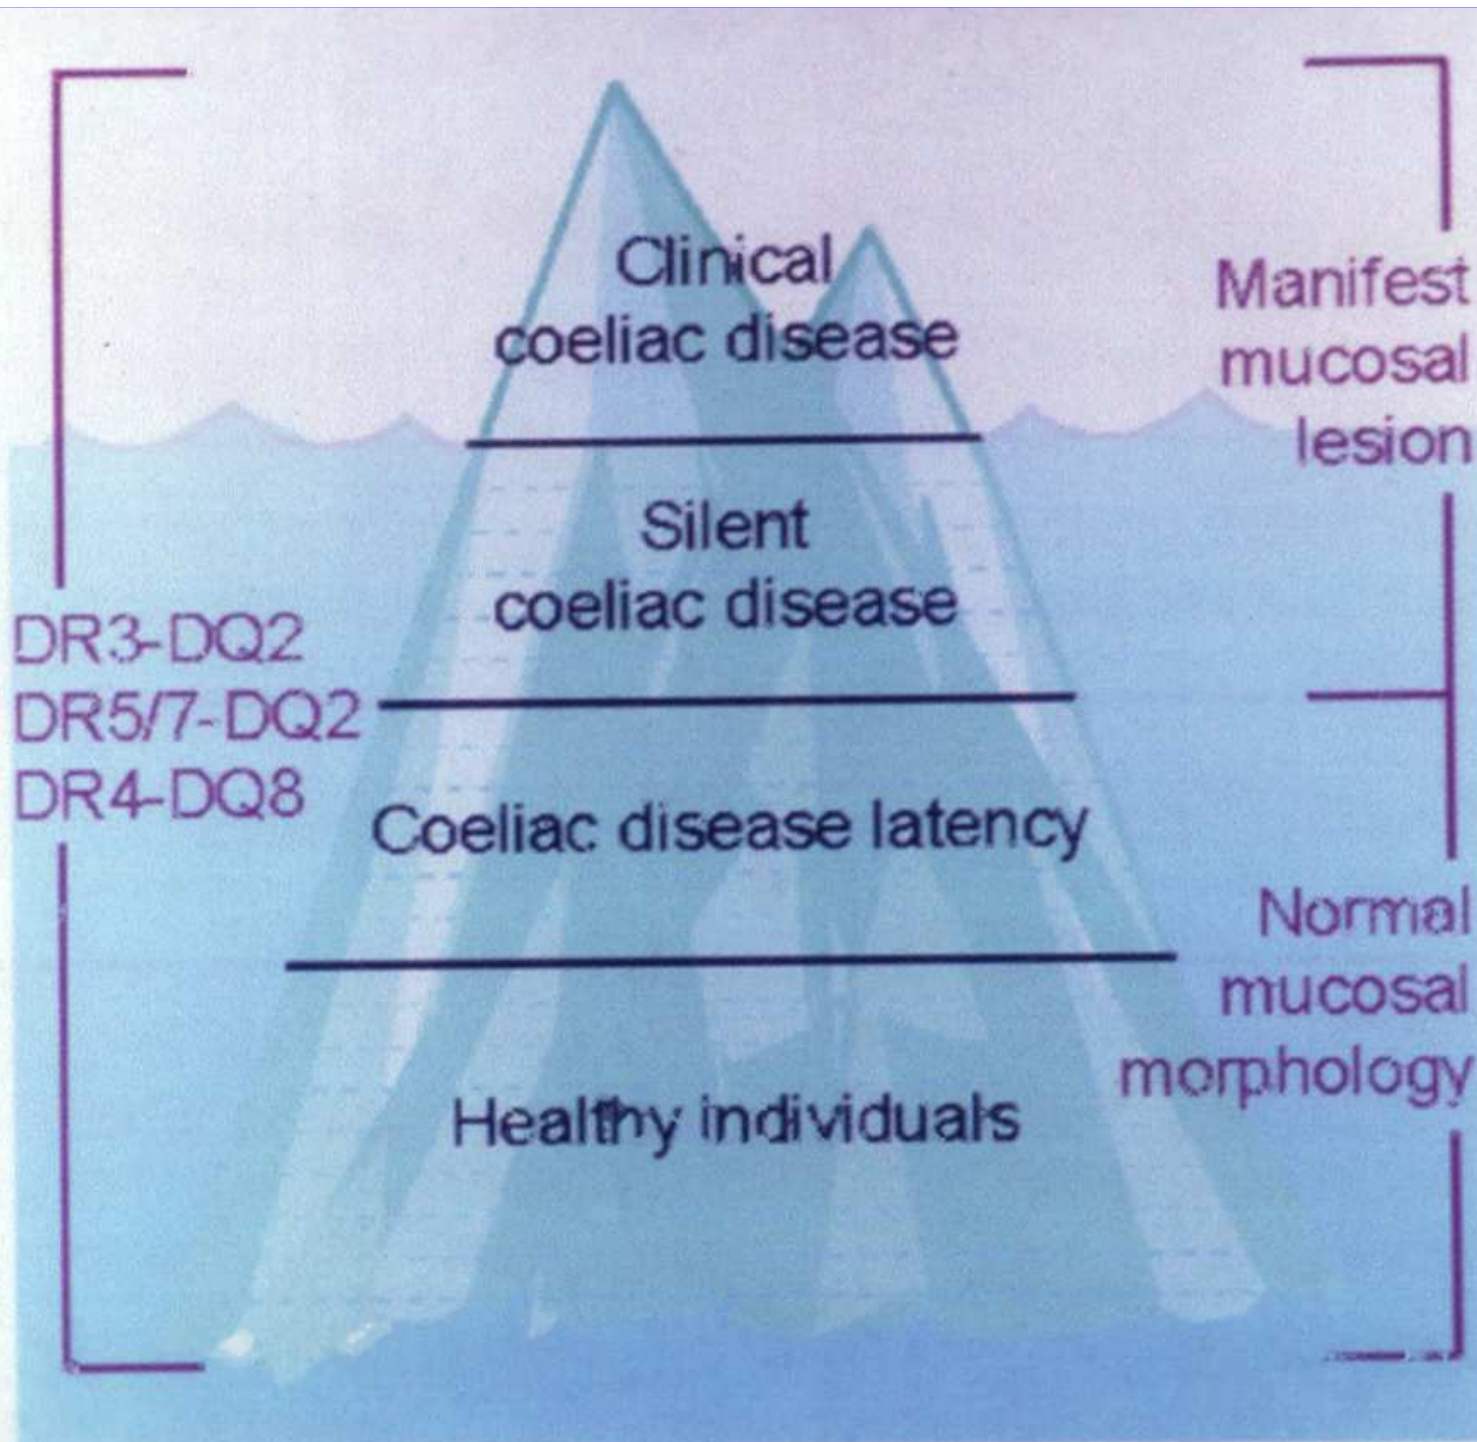 Clinical
coeliac disease
Manifest
mucosal
lesion
Silent
coeliac disease
DR3-DQ2
DR5/7-DQ2
DR4-DQ8
Coeliac disease latency
Normal
mucosal
morphology
Healthy individuals